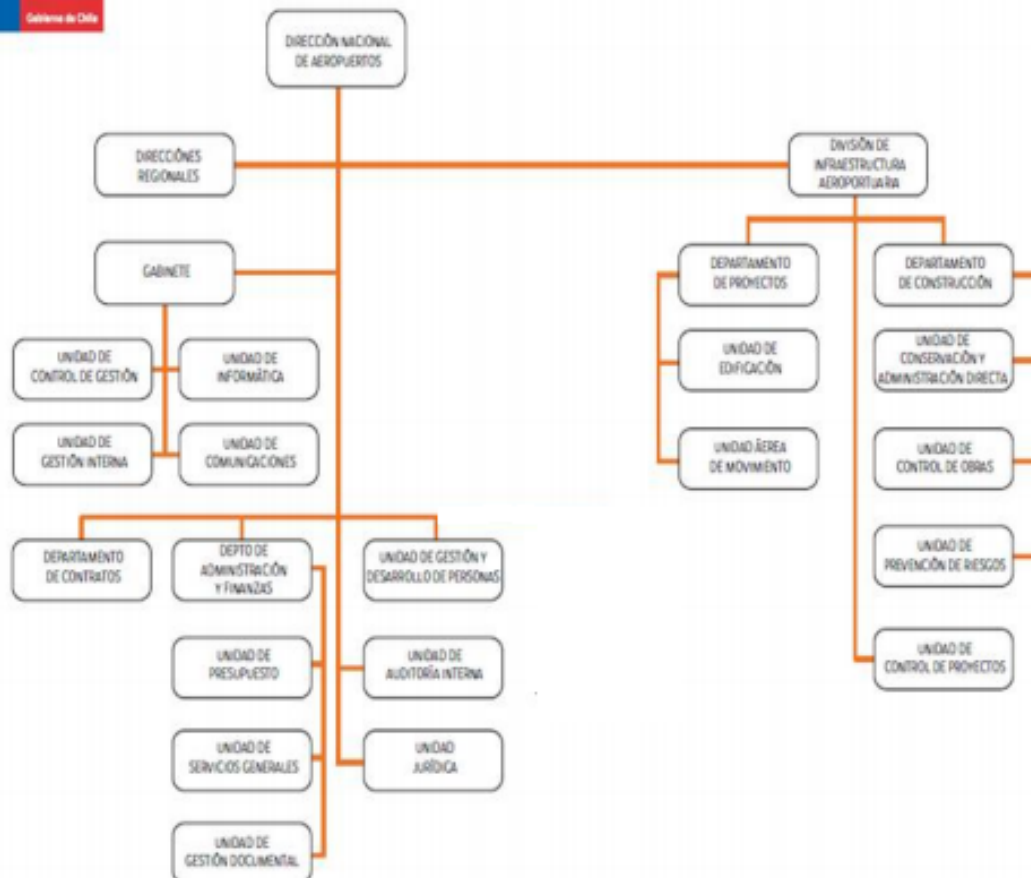 Gobierno de Chile
DIRECCIÓN NACIONAL
DE AEROPUERTOS
DIRECCIÓNES
REGIONALES
DIVISIÓN DE
INFRAESTRUCTURA
AEROPORTUARIA
GABINETE
DEPARTAMENTO
DE PROYECTOS
DEPARTAMENTO
DE CONSTRUCCIÓN
UNIDAD DE
CONTROL DE GESTIÓN
UNIDAD DE
INFORMÁTICA
UNIDAD DE
EDIFICACIÓN
UNIDAD DE
CONSERVACIÓN Y
ADMINISTRACIÓN DIRECTA
UNIDAD DE
GESTIÓN INTERNA
UNIDAD DE
COMUNICACIONES
UNIDAD ÁEREA
DE MOVIMIENTO
UNIDAD DE
CONTROL DE OBRAS
DEPARTAMENTO
DE CONTRATOS
DEPTO DE
ADMINISTRACIÓN
Y FINANZAS
UNIDAD DE GESTIÓN Y
DESARROLLO DE PERSONAS
UNIDAD DE
PREVENCIÓN DE RIESGOS
UNIDAD DE
PRESUPUESTO
UNIDAD DE
AUDITORÍA INTERNA
UNIDAD DE
CONTROL DE PROYECTOS
UNIDAD DE
SERVICIOS GENERALES
UNIDAD
JURÍDICA
UNIDAD DE
GESTIÓN DOCUMENTAL